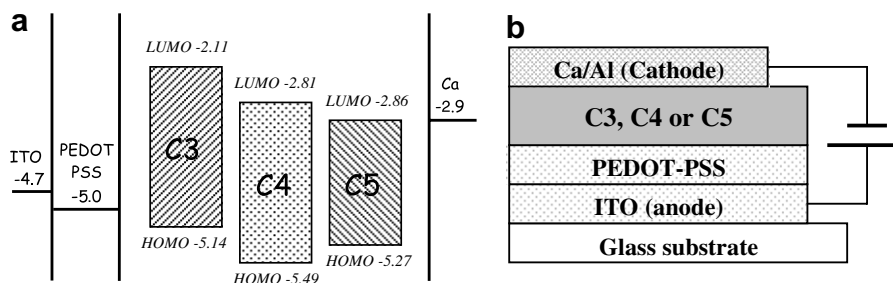 a
LUMO -2.11
LUMO -2.81
LUMO -2.86
Ca
-2.9
ITO
-4.7
PEDOT
PSS
-5.0
C3
C4
C5
HOMO -5.14
HOMO -5.49
HOMO -5.27
b
Ca/Al (Cathode)
C3, C4 or C5
PEDOT-PSS
ITO (anode)
Glass substrate